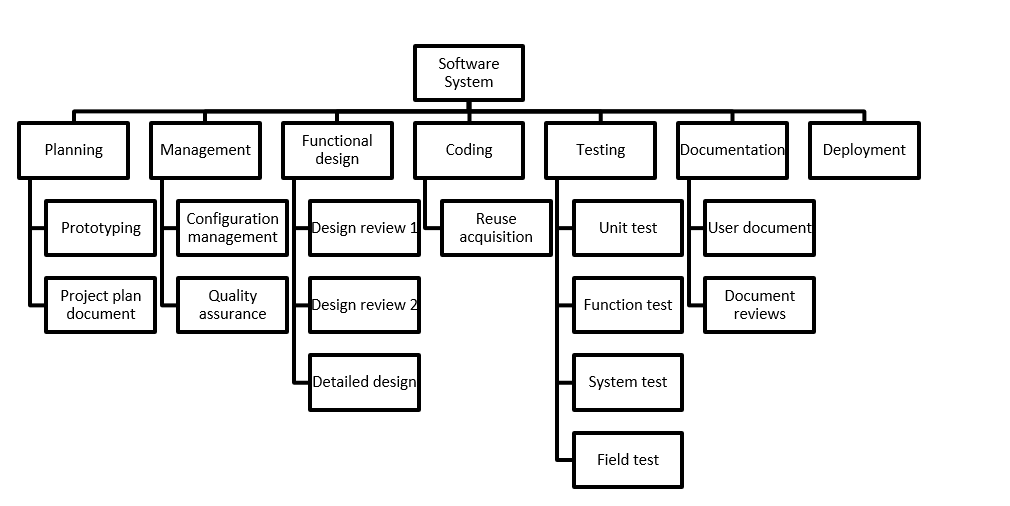 Software
System
Planning
Management
Functional
design
Coding
Testing
Documentation
Deployment
Prototyping
Configuration
management
Design review 1
Reuse
acquisition
Unit test
User document
Project plan
document
Quality
assurance
Design review 2
Function test
Document
reviews
Detailed design
System test
Field test